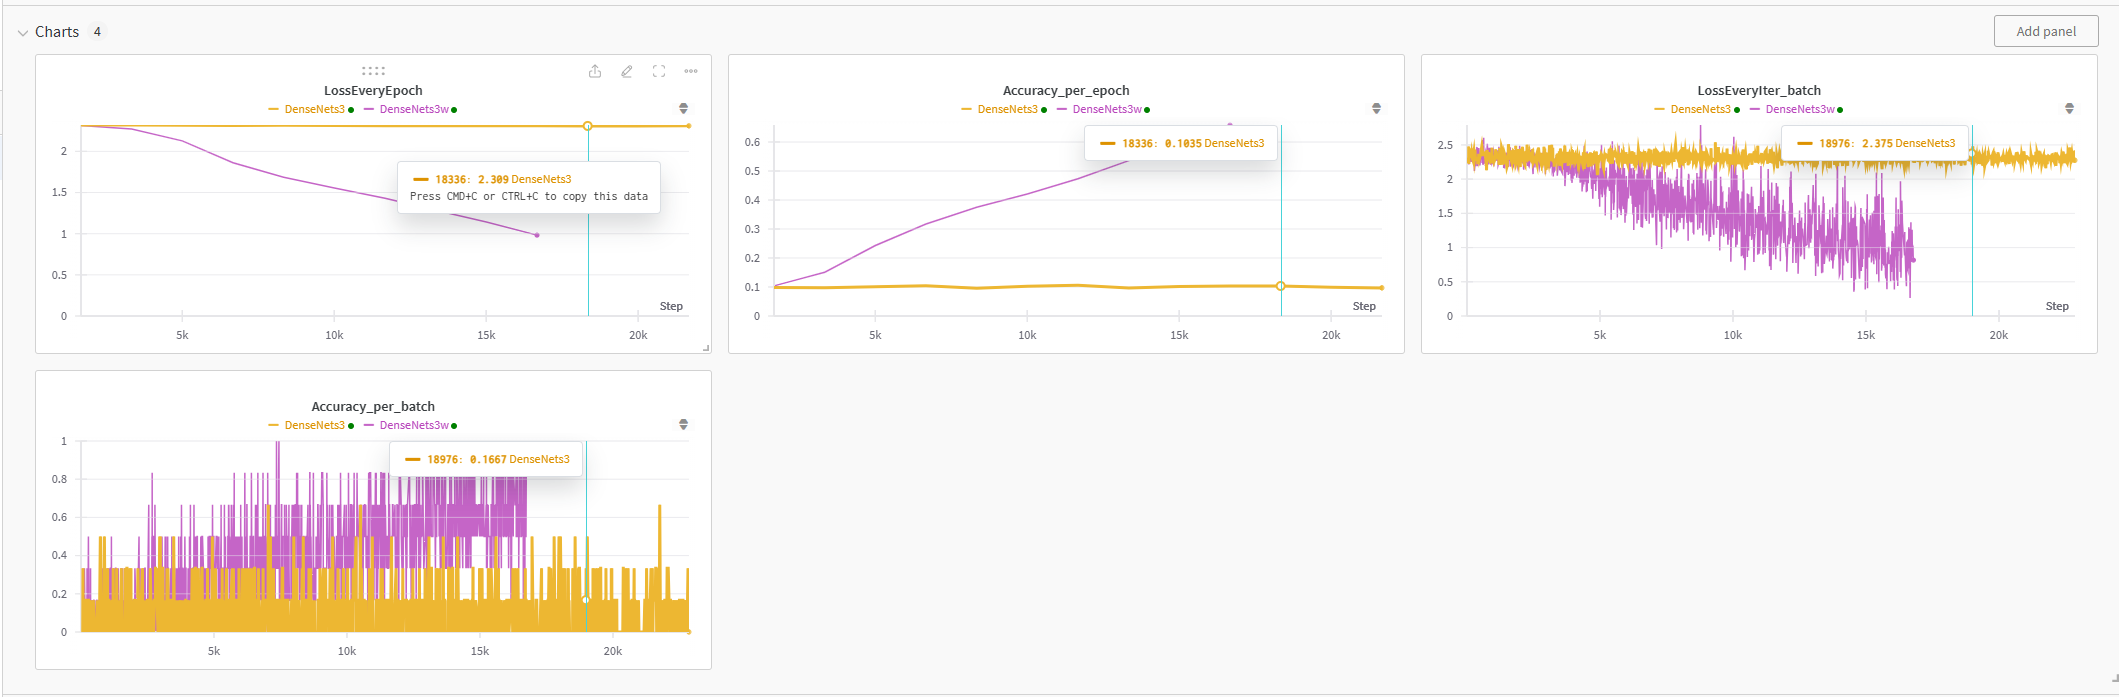 Charts 4
Add panel
LossEveryEpoch
DenseNets3 DenseNets3w
2
1.5
1
0.5
0
5k 10k 15k 20k
Step
18336: 2.309 DenseNets3
Press CMD+C or CTRL+C to copy this data
Accuracy_per_epoch
DenseNets3 DenseNets3w
0.6
0.5
0.4
0.3
0.2
0.1
0
5k 10k 15k 20k
Step
18336: 0.1035 DenseNets3
LossEveryIter_batch
DenseNets3 DenseNets3w
2.5
2
1.5
1
0.5
0
5k 10k 15k 20k
Step
18976: 2.375 DenseNets3
Accuracy_per_batch
DenseNets3 DenseNets3w
1
0.8
0.6
0.4
0.2
0
5k 10k 15k 20k
18976: 0.1667 DenseNets3